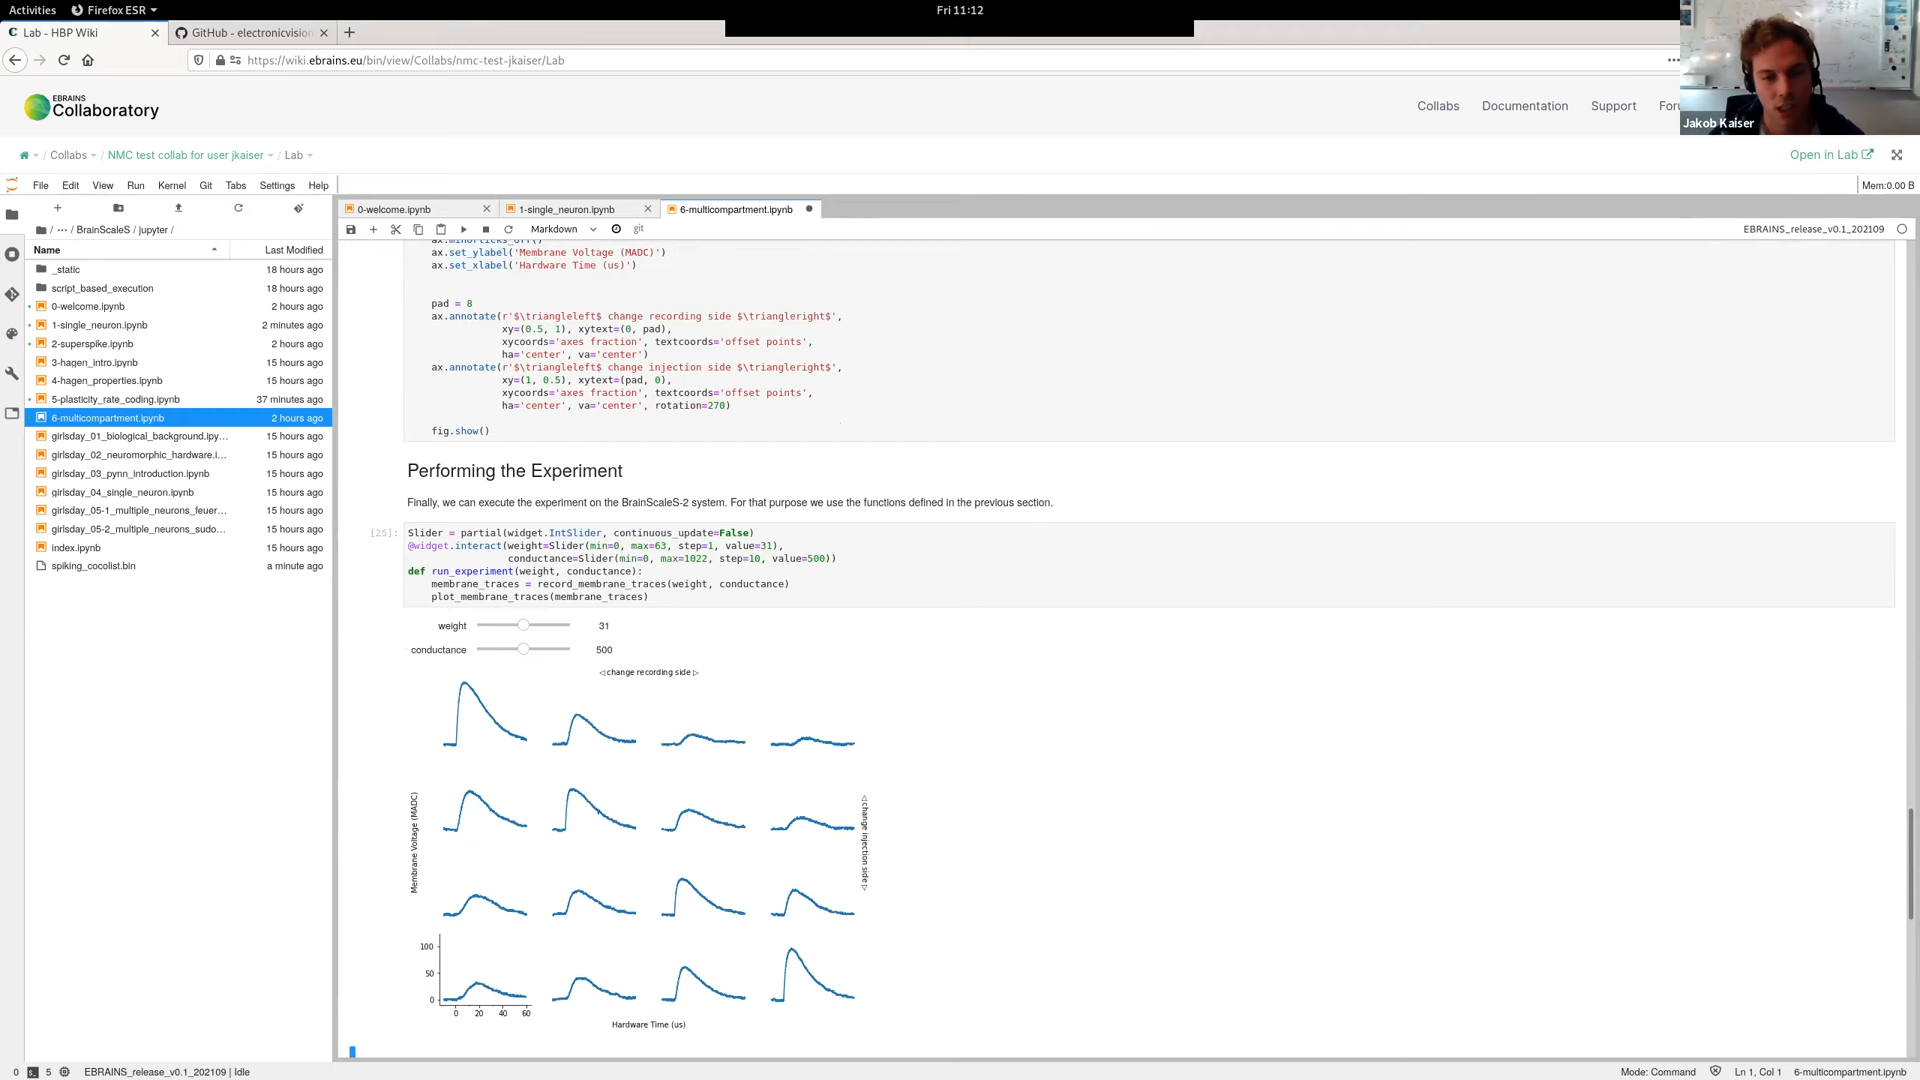 Activities
Firefox ESR
Fri 11:12
Lab - HBP Wiki
GitHub - electronicvision
https://wiki.ebrains.eu/bin/view/Collabs/nmc-test-jkaiser/Lab
EBRAINS
Collaboratory
Collabs
Documentation
Support
Jakob Kaiser
/ Collabs / NMC test collab for user jkaiser / Lab
Open in Lab
File Edit View Run Kernel Git Tabs Settings Help
Mem:0.00 B
0-welcome.ipynb
1-single_neuron.ipynb
6-multicompartment.ipynb
Markdown
git
EBRAINS_release_v0.1_202109
/ ··· / BrainScaleS / jupyter /
Name Last Modified
_static 18 hours ago
script_based_execution 18 hours ago
0-welcome.ipynb 2 hours ago
1-single_neuron.ipynb 2 minutes ago
2-superspike.ipynb 2 hours ago
3-hagen_intro.ipynb 15 hours ago
4-hagen_properties.ipynb 15 hours ago
5-plasticity_rate_coding.ipynb 37 minutes ago
6-multicompartment.ipynb 2 hours ago
girlsday_01_biological_background.ipy... 15 hours ago
girlsday_02_neuromorphic_hardware.i... 15 hours ago
girlsday_03_pynn_introduction.ipynb 15 hours ago
girlsday_04_single_neuron.ipynb 15 hours ago
girlsday_05-1_multiple_neurons_feuer... 15 hours ago
girlsday_05-2_multiple_neurons_sudo... 15 hours ago
index.ipynb 15 hours ago
spiking_cocolist.bin a minute ago
ax.set_ylabel('Membrane Voltage (MADC)')
ax.set_xlabel('Hardware Time (us)')
pad = 8
ax.annotate(r'$\triangleleft$ change recording side $\triangleright$',
xy=(0.5, 1), xytext=(0, pad),
xycoords='axes fraction', textcoords='offset points',
ha='center', va='center')
ax.annotate(r'$\triangleleft$ change injection side $\triangleright$',
xy=(1, 0.5), xytext=(pad, 0),
xycoords='axes fraction', textcoords='offset points',
ha='center', va='center', rotation=270)
fig.show()
Performing the Experiment
Finally, we can execute the experiment on the BrainScaleS-2 system. For that purpose we use the functions defined in the previous section.
[25]: Slider = partial(widget.IntSlider, continuous_update=False)
@widget.interact(weight=Slider(min=0, max=63, step=1, value=31),
conductance=Slider(min=0, max=1022, step=10, value=500))
def run_experiment(weight, conductance):
membrane_traces = record_membrane_traces(weight, conductance)
plot_membrane_traces(membrane_traces)
weight 31
conductance 500
◁ change recording side ▷
Membrane Voltage (MADC)
◁ change injection side ▷
100
50
0
0 20 40 60
Hardware Time (us)
0 5 EBRAINS_release_v0.1_202109 | Idle
Mode: Command
Ln 1, Col 1
6-multicompartment.ipynb